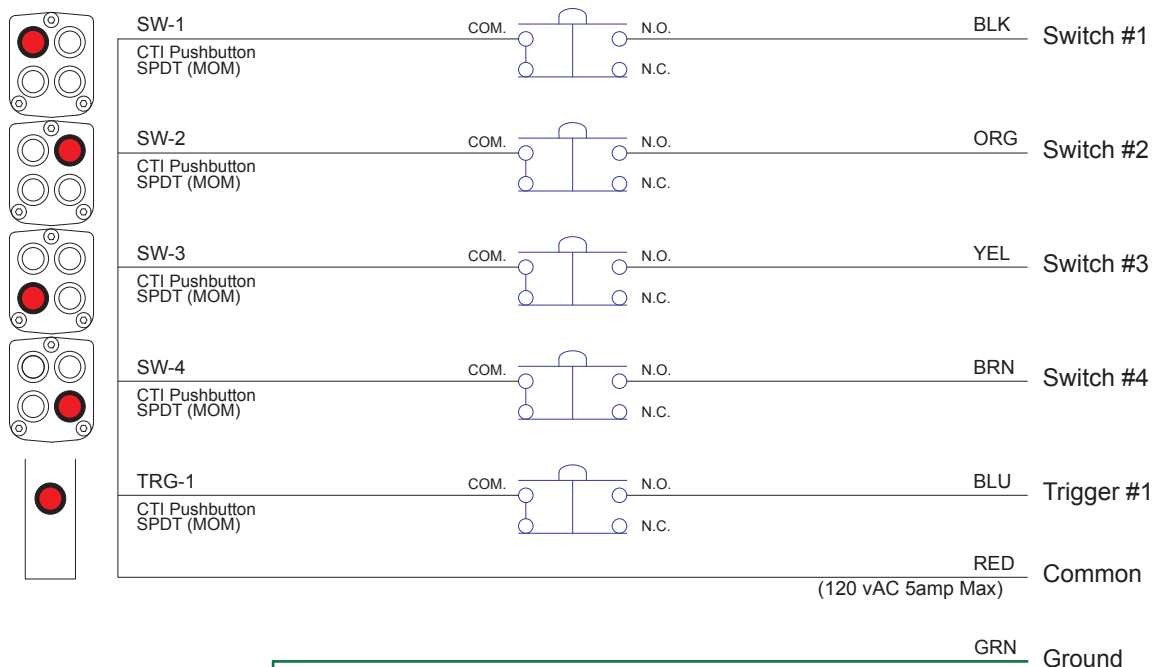 SW-1 COM. N.O. BLK Switch #1
CTI Pushbutton
SPDT (MOM) N.C.
SW-2 COM. N.O. ORG Switch #2
CTI Pushbutton
SPDT (MOM) N.C.
SW-3 COM. N.O. YEL Switch #3
CTI Pushbutton
SPDT (MOM) N.C.
SW-4 COM. N.O. BRN Switch #4
CTI Pushbutton
SPDT (MOM) N.C.
TRG-1 COM. N.O. BLU Trigger #1
CTI Pushbutton
SPDT (MOM) N.C.
RED Common
(120 vAC 5amp Max)
GRN Ground